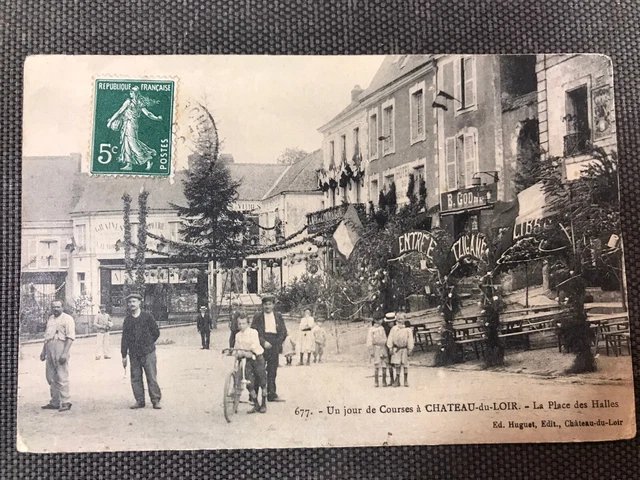 REPUBLIQUE FRANÇAISE
5c
POSTES
ENTRÉE
LIBRE
677. - Un jour de Courses à CHATEAU-du-LOIR. - La Place des Halles
Ed. Huguet, Edit., Château-du-Loir